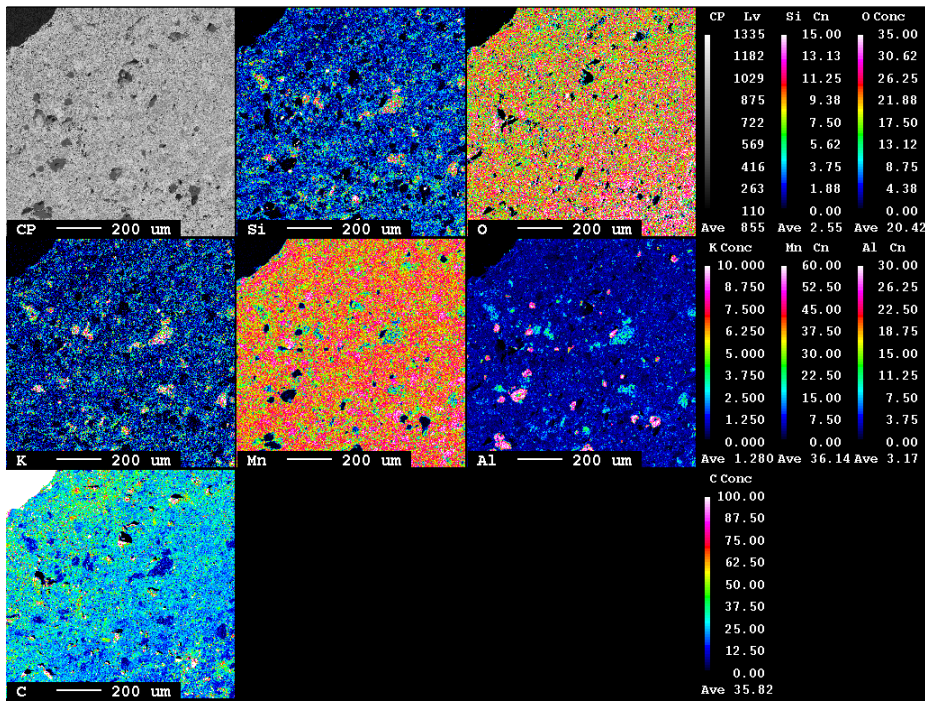 CP Lv Si Cn O Conc
1335 15.00 35.00
1182 13.13 30.62
1029 11.25 26.25
875 9.38 21.88
722 7.50 17.50
569 5.62 13.12
416 3.75 8.75
263 1.88 4.38
110 0.00 0.00
Ave 855 Ave 2.55 Ave 20.42
CP 200 um Si 200 um O 200 um
K Conc Mn Cn Al Cn
10.000 60.00 30.00
8.750 52.50 26.25
7.500 45.00 22.50
6.250 37.50 18.75
5.000 30.00 15.00
3.750 22.50 11.25
2.500 15.00 7.50
1.250 7.50 3.75
0.000 0.00 0.00
Ave 1.280 Ave 36.14 Ave 3.17
K 200 um Mn 200 um Al 200 um
C Conc
100.00
87.50
75.00
62.50
50.00
37.50
25.00
12.50
0.00
Ave 35.82
C 200 um